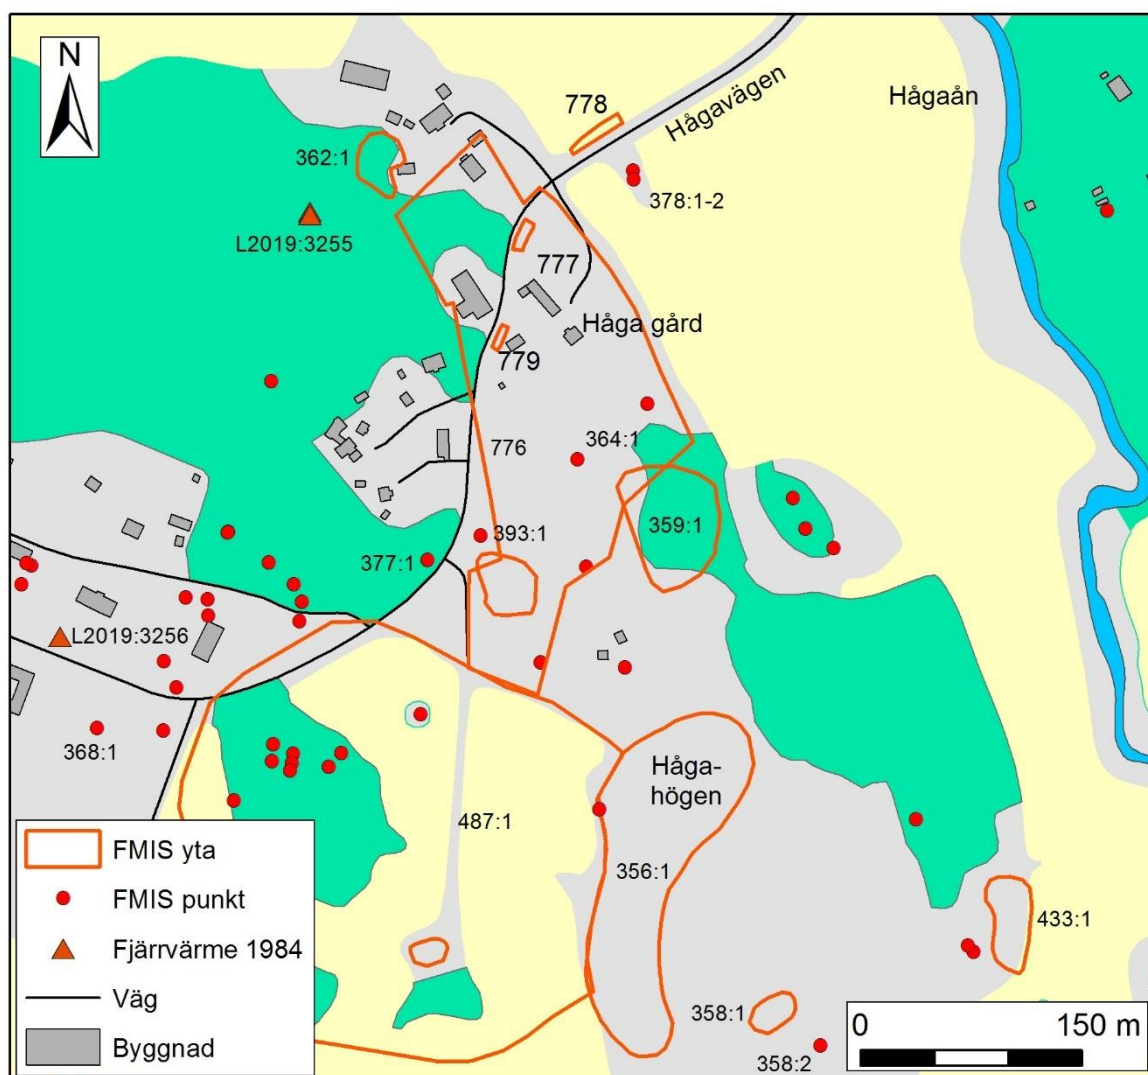 N
778
Hågavägen
Hågaån
362:1
378:1-2
L2019:3255
777
Håga gård
779
776
364:1
359:1
393:1
377:1
L2019:3256
368:1
Håga-
högen
487:1
356:1
433:1
358:1
358:2
FMIS yta
FMIS punkt
Fjärrvärme 1984
Väg
Byggnad
0 150 m